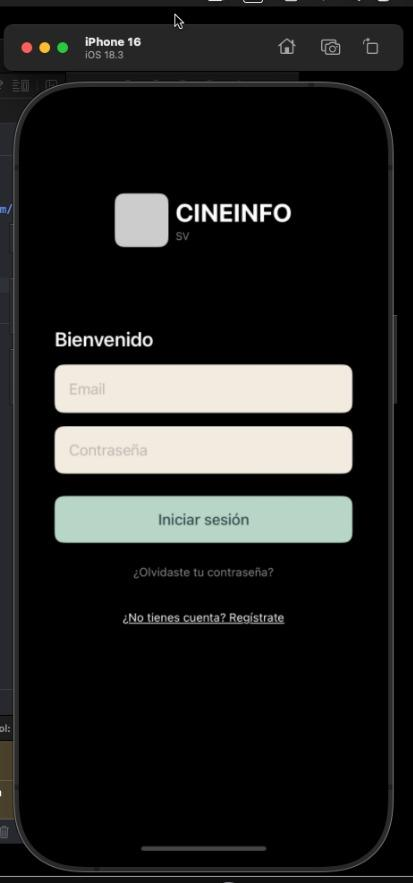 iPhone 16
iOS 18.3
m/
CINEINFO
SV
Bienvenido
Email
Contraseña
Iniciar sesión
¿Olvidaste tu contraseña?
¿No tienes cuenta? Regístrate
ol: